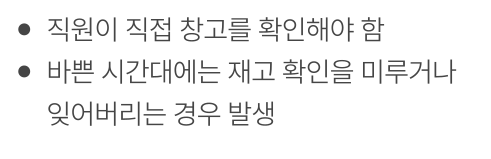 • 직원이 직접 창고를 확인해야 함
• 바쁜 시간대에는 재고 확인을 미루거나
잊어버리는 경우 발생